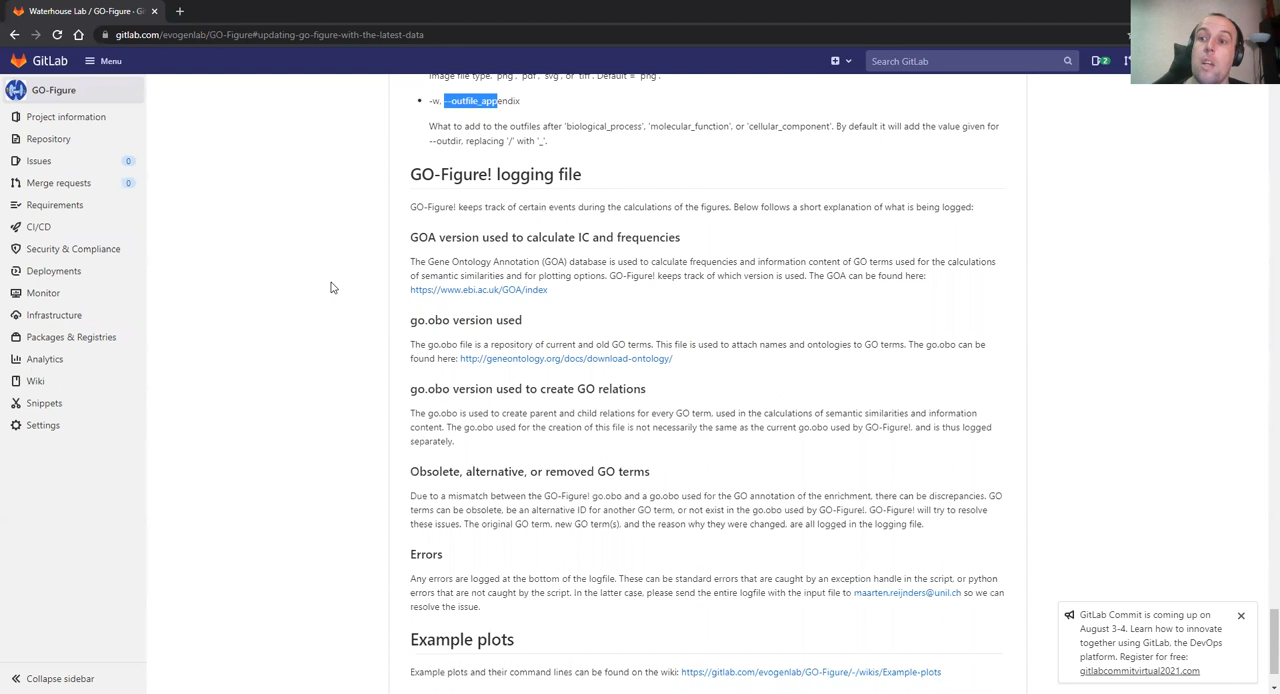 Waterhouse Lab / GO-Figure · Gi
gitlab.com/evogenlab/GO-Figure#updating-go-figure-with-the-latest-data
GitLab
Menu
Search GitLab
2
GO-Figure
Project information
Repository
Issues
0
Merge requests
0
Requirements
CI/CD
Security & Compliance
Deployments
Monitor
Infrastructure
Packages & Registries
Analytics
Wiki
Snippets
Settings
Collapse sidebar
Image file type. 'png', 'pdf', 'svg', or 'tiff'. Default = 'png'.
-w, --outfile_appendix
What to add to the outfiles after 'biological_process', 'molecular_function', or 'cellular_component'. By default it will add the value given for
--outdir, replacing '/' with '_'.
GO-Figure! logging file
GO-Figure! keeps track of certain events during the calculations of the figures. Below follows a short explanation of what is being logged:
GOA version used to calculate IC and frequencies
The Gene Ontology Annotation (GOA) database is used to calculate frequencies and information content of GO terms used for the calculations
of semantic similarities and for plotting options. GO-Figure! keeps track of which version is used. The GOA can be found here:
https://www.ebi.ac.uk/GOA/index
go.obo version used
The go.obo file is a repository of current and old GO terms. This file is used to attach names and ontologies to GO terms. The go.obo can be
found here: http://geneontology.org/docs/download-ontology/
go.obo version used to create GO relations
The go.obo is used to create parent and child relations for every GO term, used in the calculations of semantic similarities and information
content. The go.obo used for the creation of this file is not necessarily the same as the current go.obo used by GO-Figure!, and is thus logged
separately.
Obsolete, alternative, or removed GO terms
Due to a mismatch between the GO-Figure! go.obo and a go.obo used for the GO annotation of the enrichment, there can be discrepancies. GO
terms can be obsolete, be an alternative ID for another GO term, or not exist in the go.obo used by GO-Figure!. GO-Figure! will try to resolve
these issues. The original GO term, new GO term(s), and the reason why they were changed, are all logged in the logging file.
Errors
Any errors are logged at the bottom of the logfile. These can be standard errors that are caught by an exception handle in the script, or python
errors that are not caught by the script. In the latter case, please send the entire logfile with the input file to maarten.reijnders@unil.ch so we can
resolve the issue.
Example plots
Example plots and their command lines can be found on the wiki: https://gitlab.com/evogenlab/GO-Figure/-/wikis/Example-plots
GitLab Commit is coming up on
August 3-4. Learn how to innovate
together using GitLab, the DevOps
platform. Register for free:
gitlabcommitvirtual2021.com